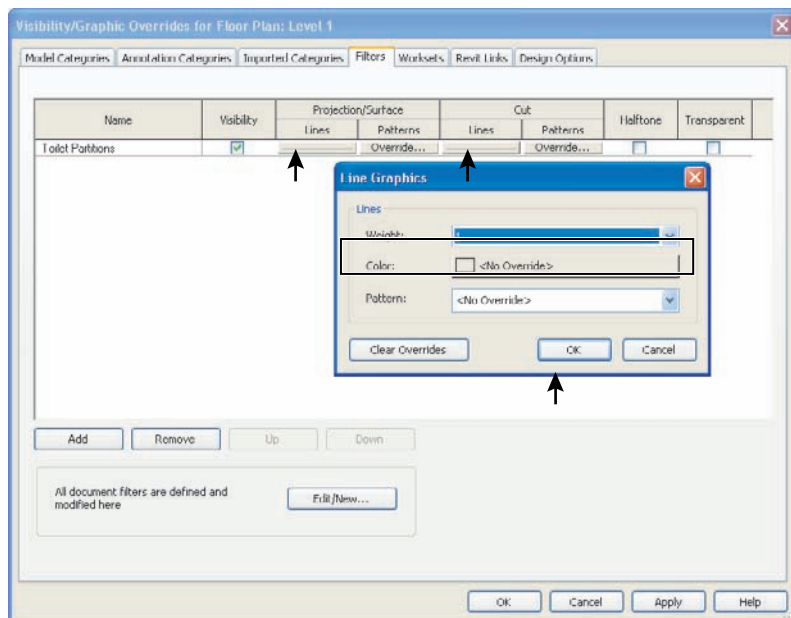 Visibility/Graphic Overrides for Floor Plan: Level 1
Model Categories Annotation Categories Imported Categories Filters Worksets Revit Links Design Options
Name Visibility Projection/Surface Cut Halftone Transparent
Lines Patterns Lines Patterns
Toilet Partitions Override... Override...
Line Graphics
Lines
Weight: 1
Color: <No Override>
Pattern: <No Override>
Clear Overrides OK Cancel
Add Remove Up Down
All document filters are defined and
modified here
Edit/New...
OK Cancel Apply Help